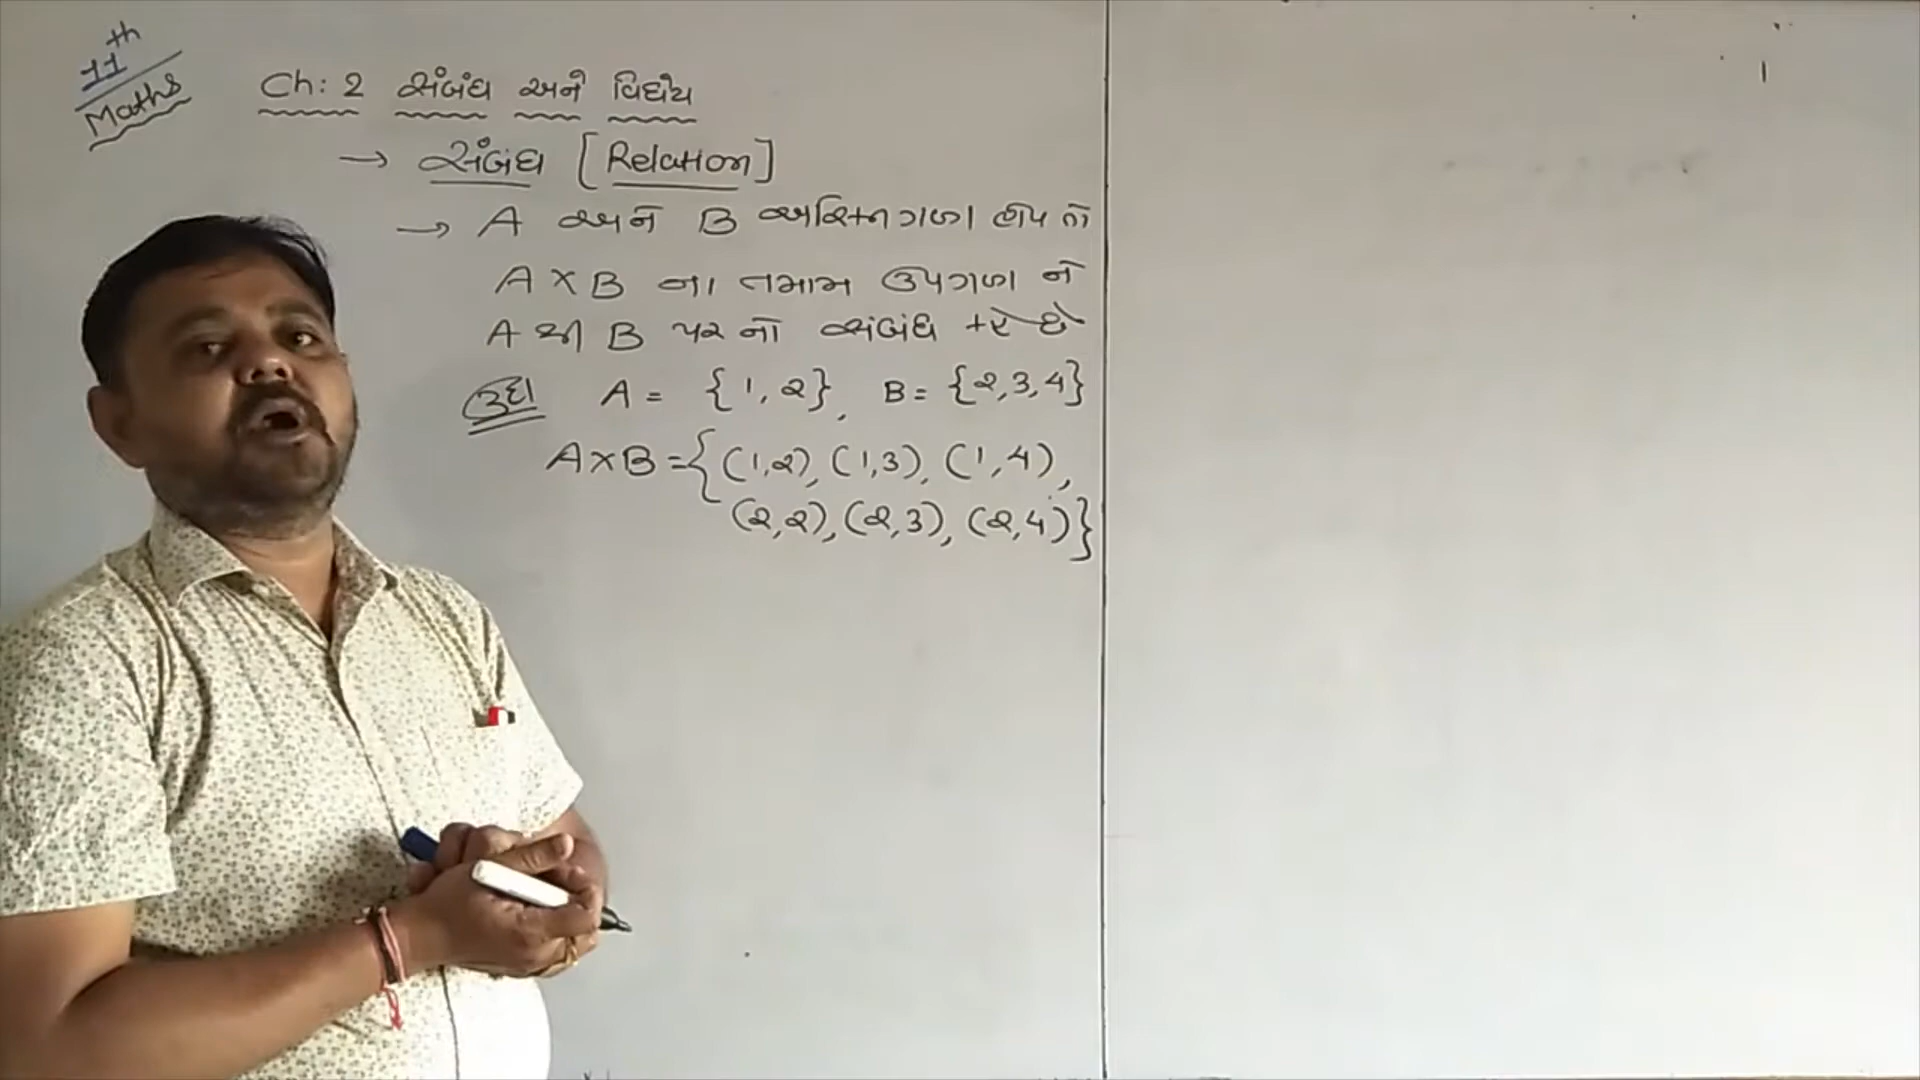 11th
Maths
Ch: 2 સંબંધ અને વિધેય
→ સંબંધ [Relation]
→ A અને B અરિક્ત ગણ હોય તો
A X B ના તમામ ઉપગણ ને
A થી B પર નો સંબંધ કહે છે
ઉદા A = {1, 2}, B = {2,3,4}
AXB = {(1,2), (1,3), (1,4),
(2,2), (2,3), (2,4)}